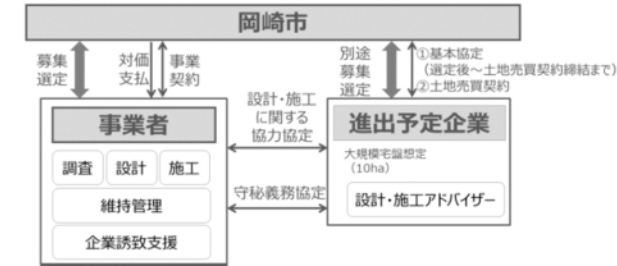 岡崎市
募集
選定
対価
支払
事業
契約
別途
募集
選定
①基本協定
（選定後～土地売買契約締結まで）
②土地売買契約
事業者
調査 設計 施工
維持管理
企業誘致支援
設計・施工
に関する
協力協定
守秘義務協定
進出予定企業
大規模宅盤想定
（10ha）
設計・施工アドバイザー